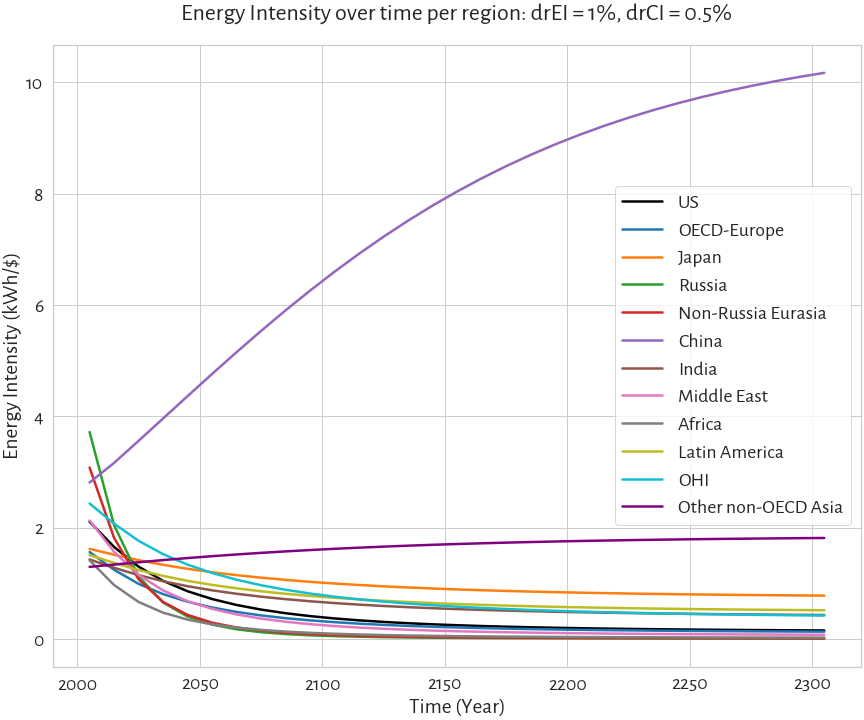 Energy Intensity over time per region: drEI = 1%, drCI = 0.5%
Energy Intensity (kWh/$)
10
8
6
4
2
0
US
OECD-Europe
Japan
Russia
Non-Russia Eurasia
China
India
Middle East
Africa
Latin America
OHI
Other non-OECD Asia
2000 2050 2100 2150 2200 2250 2300
Time (Year)